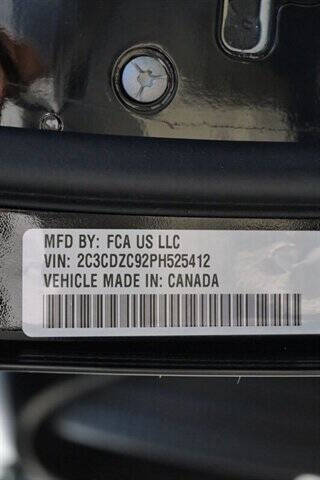 MFD BY: FCA US LLC
VIN: 2C3CDZC92PH525412
VEHICLE MADE IN: CANADA